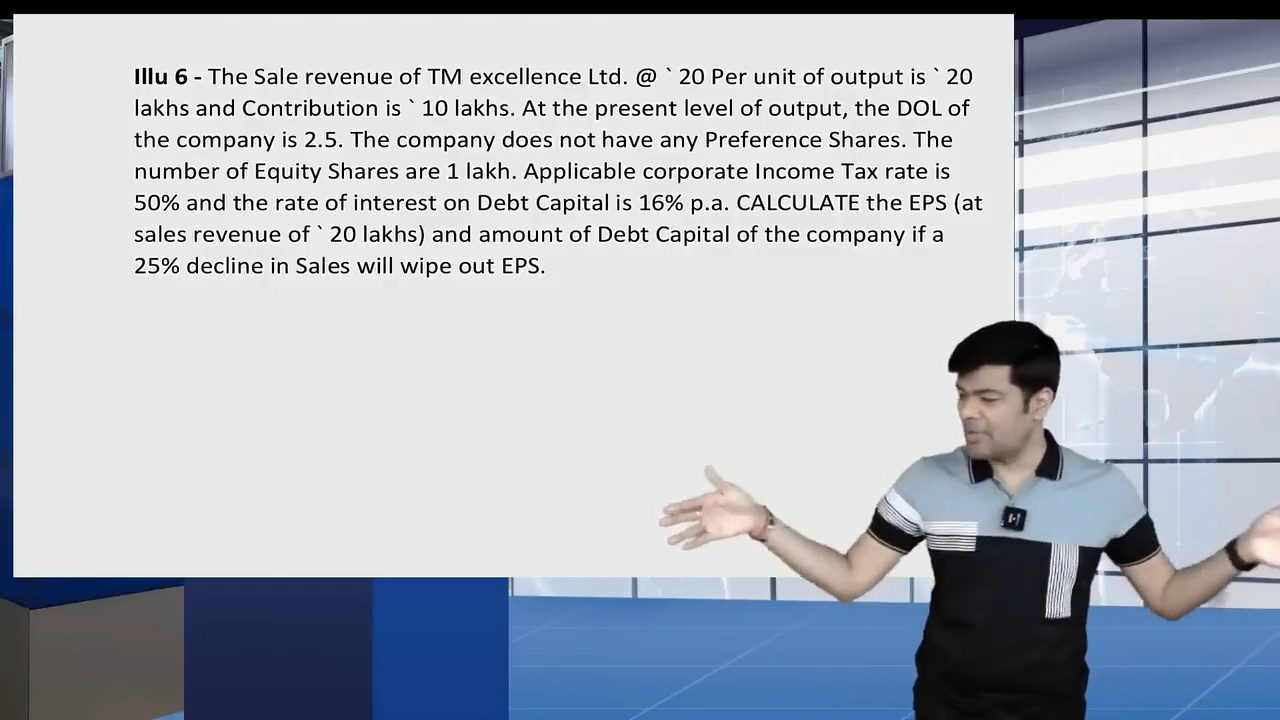 Illu 6 - The Sale revenue of TM excellence Ltd. @ ` 20 Per unit of output is ` 20
lakhs and Contribution is ` 10 lakhs. At the present level of output, the DOL of
the company is 2.5. The company does not have any Preference Shares. The
number of Equity Shares are 1 lakh. Applicable corporate Income Tax rate is
50% and the rate of interest on Debt Capital is 16% p.a. CALCULATE the EPS (at
sales revenue of ` 20 lakhs) and amount of Debt Capital of the company if a
25% decline in Sales will wipe out EPS.